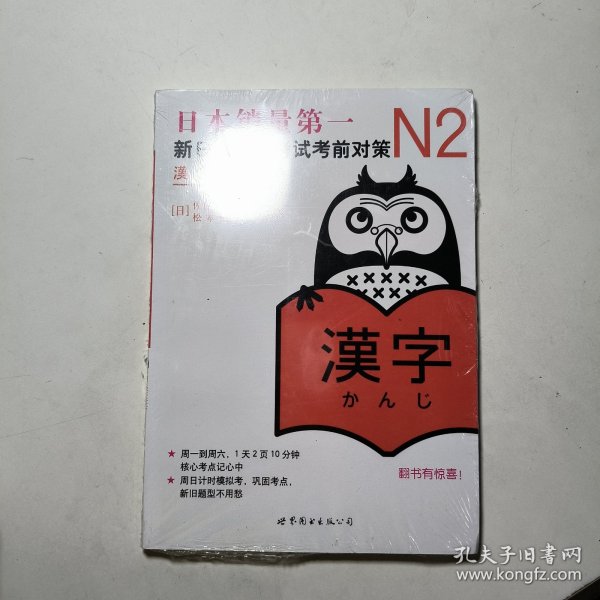 日本销量第一
新日 试考前对策
N2
漢
[日]
松
漢字
かんじ
★ 周一到周六，1天2页10分钟
核心考点记心中
★ 周日计时模拟考，巩固考点，
新旧题型不用愁
翻书有惊喜！
世界图书出版公司
孔夫子旧书网
www.kongfz.com